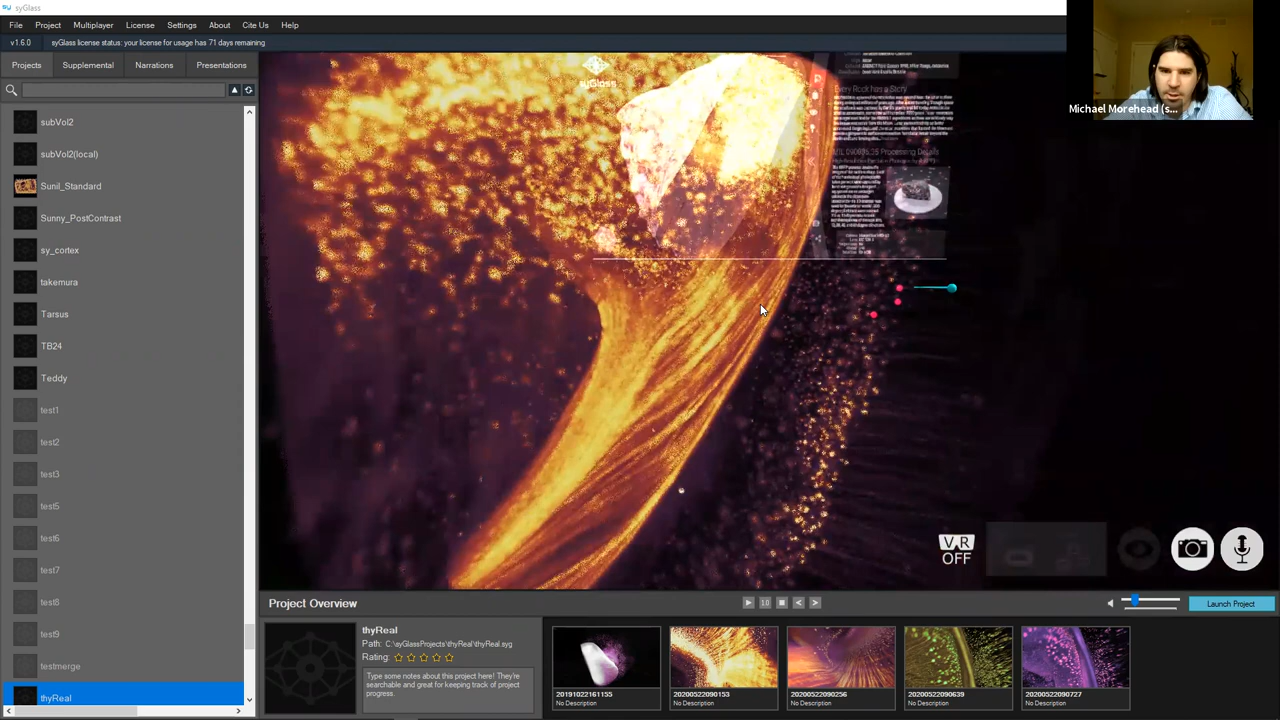 syGlass
File Project Multiplayer License Settings About Cite Us Help
v1.6.0 syGlass license status: your license for usage has 71 days remaining
Projects Supplemental Narrations Presentations
subVol2
subVol2(local)
Sunil_Standard
Sunny_PostContrast
sy_cortex
takemura
Tarsus
TB24
Teddy
test1
test2
test3
test5
test6
test7
test8
test9
testmerge
thyReal
syGlass
Every Rock has a Story
Processing Details
Michael Morehead (s...
VR
OFF
Project Overview
1.0
Launch Project
thyReal
Path: C:\syGlassProjects\thyReal\thyReal.syg
Rating:
Type some notes about this project here! They're
searchable and great for keeping track of project
progress.
20191022161155
No Description
20200522090153
No Description
20200522090256
No Description
20200522090639
No Description
20200522090727
No Description